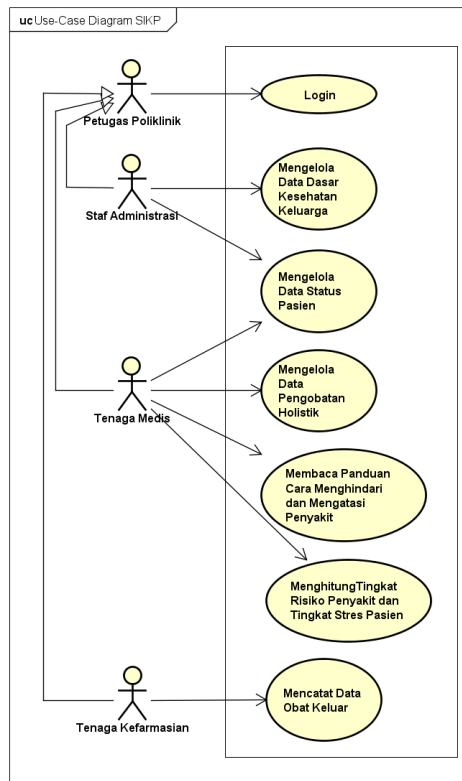 uc Use-Case Diagram SIKP
Petugas Poliklinik
Login
Staf Administrasi
Mengelola
Data Dasar
Kesehatan
Keluarga
Mengelola
Data Status
Pasien
Tenaga Medis
Mengelola
Data
Pengobatan
Holistik
Membaca Panduan
Cara Menghindari
dan Mengatasi
Penyakit
MenghitungTingkat
Risiko Penyakit dan
Tingkat Stres Pasien
Tenaga Kefarmasian
Mencatat Data
Obat Keluar